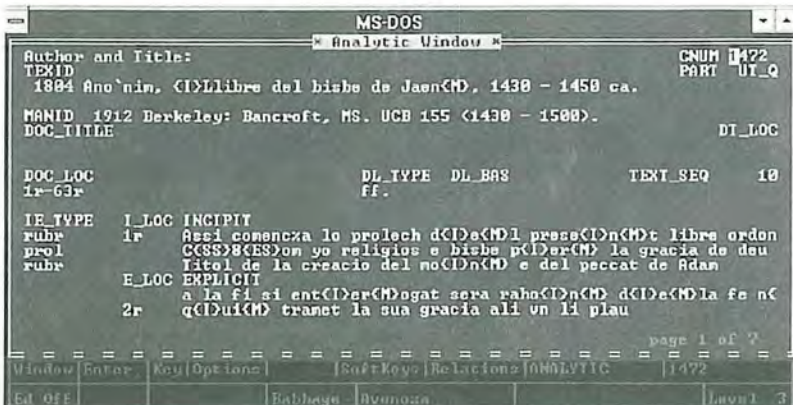 MS-DOS
* Analytic Window *
Author and Title: CNUM 1472
TEXID PART UT_Q
1804 Ano`nim, <I>Llibre del bisbe de Jaen<M>, 1430 - 1450 ca.
MANID 1912 Berkeley: Bancroft, MS. UCB 155 <1430 - 1500>.
DOC_TITLE DT_LOC
DOC_LOC DL_TYPE DL_BAS TEXT_SEQ 10
1r-63r ff.
IE_TYPE I_LOC INCIPIT
rubr 1r Assi comencxa lo prolech d<I>e<M>l prese<I>n<M>t libre ordon
prol C<SS>8<ES>om yo religios e bisbe p<I>er<M> la gracia de deu
rubr Titol de la creacio del mo<I>n<M> e del peccat de Adam
E_LOC EXPLICIT
a la fi si ent<I>er<M>ogat sera raho<I>n<M> d<I>e<M>la fe n<
2r q<I>ui<M> tramet la sua gracia ali vn li plau
page 1 of 7
Window Enter Key Options SoftKeys Relations ANALYTIC 1472
Ed Off Babbage Avenoza Level 3